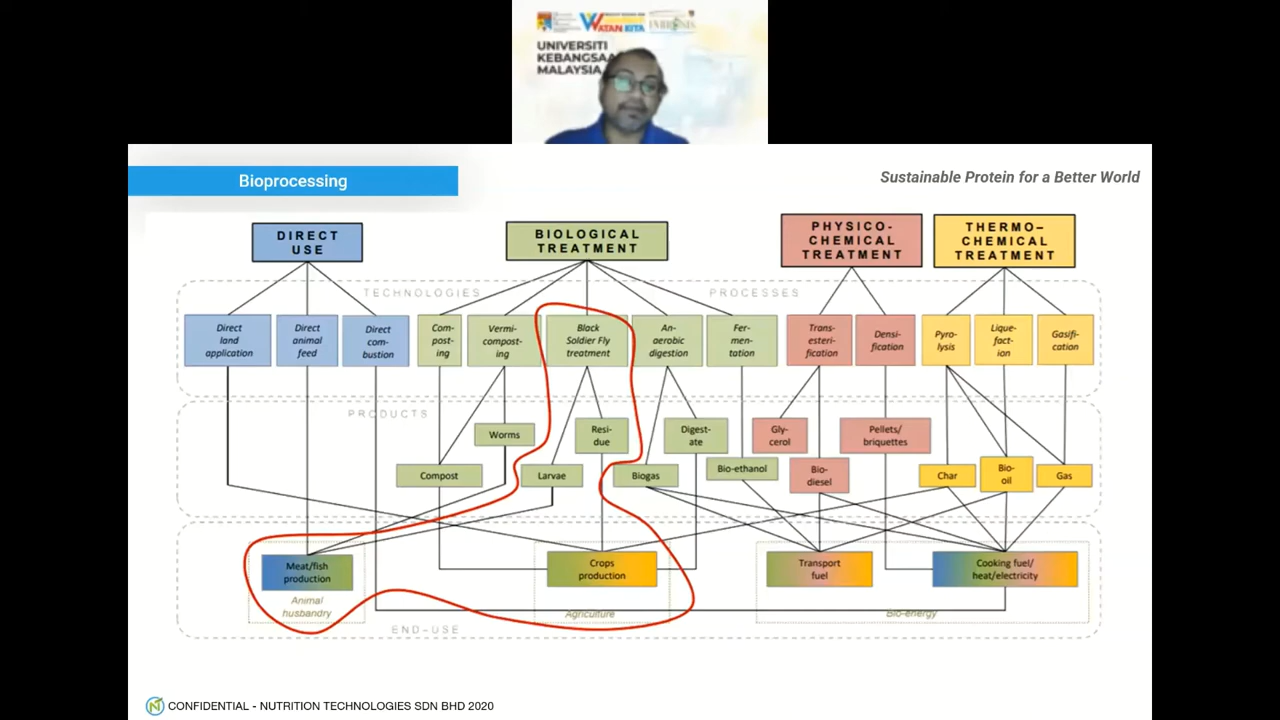 WATAN KITA
UNIVERSITI
KEBANGSAA
MALAYSIA
Bioprocessing
Sustainable Protein for a Better World
DIRECT
USE
BIOLOGICAL
TREATMENT
PHYSICO-
CHEMICAL
TREATMENT
THERMO–
CHEMICAL
TREATMENT
TECHNOLOGIES
PROCESSES
Direct
land
application
Direct
animal
feed
Direct
com-
bustion
Com-
post-
ing
Vermi-
compost-
ing
Black
Soldier Fly
treatment
An-
aerobic
digestion
Fer-
men-
tation
Trans-
esteri-
fication
Densi-
fication
Pyro-
lysis
Lique-
fact-
ion
Gasifi-
cation
PRODUCTS
Worms
Resi-
due
Digest-
ate
Gly-
cerol
Pellets/
briquettes
Compost
Larvae
Biogas
Bio-ethanol
Bio-
diesel
Char
Bio-
oil
Gas
Meat/fish
production
Crops
production
Transport
fuel
Cooking fuel/
heat/electricity
Animal
husbandry
Agriculture
Bio-energy
END–USE
CONFIDENTIAL - NUTRITION TECHNOLOGIES SDN BHD 2020